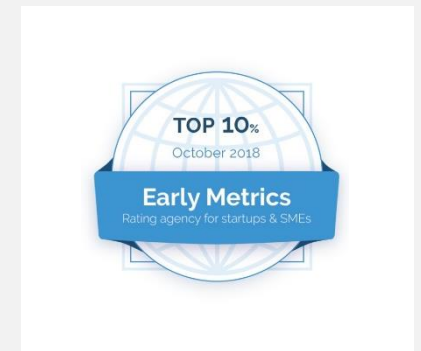 TOP 10%
October 2018
Early Metrics
Rating agency for startups & SMEs